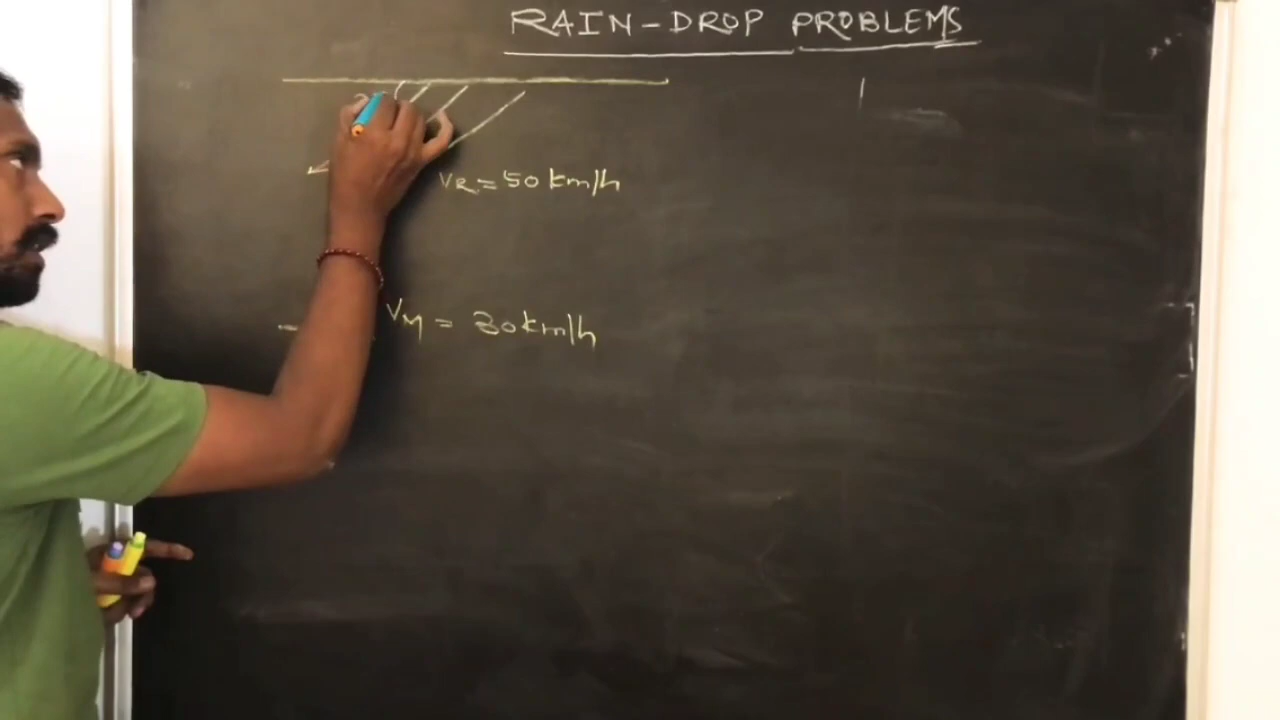 RAIN-DROP PROBLEMS
VR = 50 km/h
VM = 30 km/h